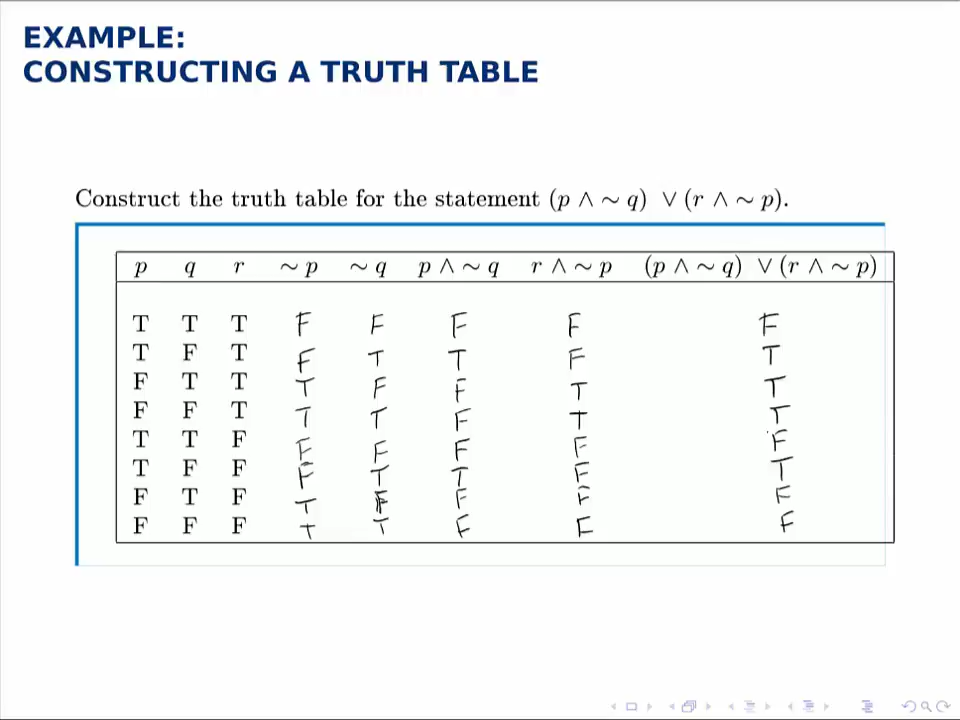 EXAMPLE:
CONSTRUCTING A TRUTH TABLE
Construct the truth table for the statement (p ∧ ∼ q) ∨ (r ∧ ∼ p).
p q r ∼ p ∼ q p ∧ ∼ q r ∧ ∼ p (p ∧ ∼ q) ∨ (r ∧ ∼ p)
T T T F F F F F
T F T F T T F T
F T T T F F T T
F F T T T F T T
T T F F F F F F
T F F F T T F T
F T F T F F F F
F F F T T F F F